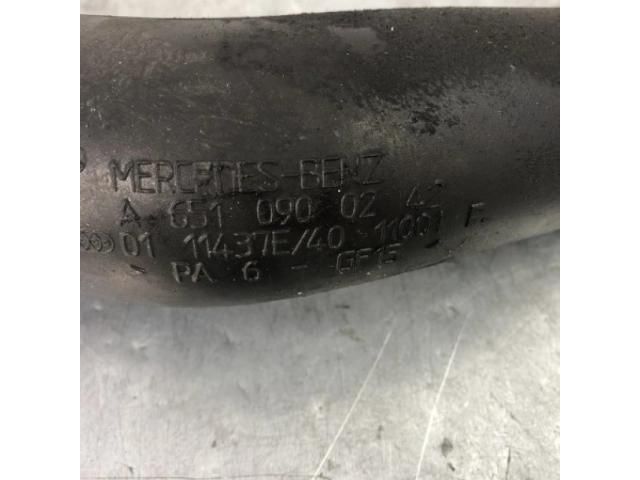 MERCEDES-BENZ
A 651 090 02 42
01 11437E/40 11001 F
- PA 6 - GF15 -